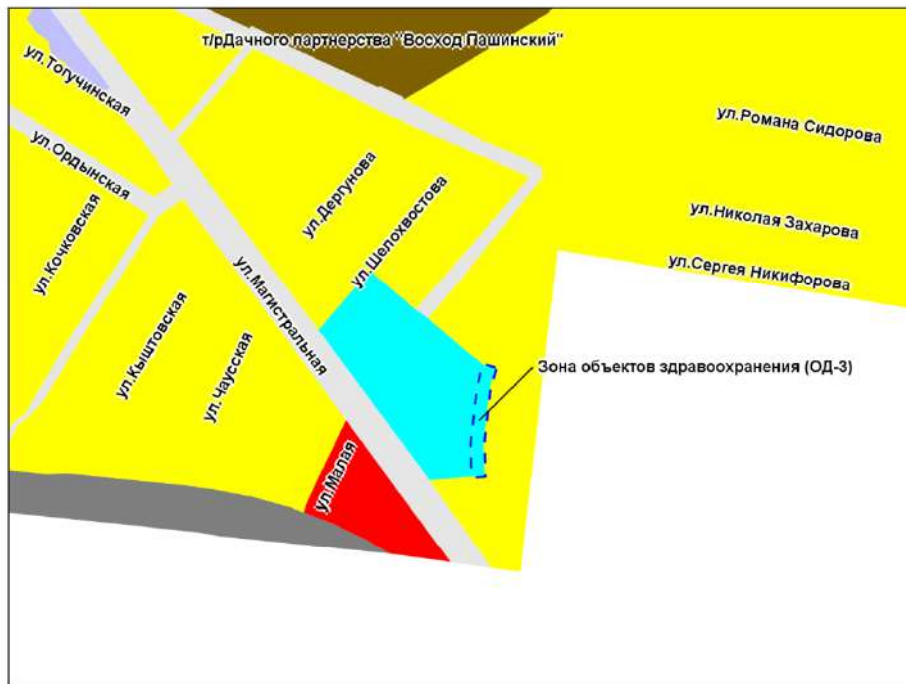 т/рДачного партнерства "Восход Пашинский"
ул.Тогучинская
ул.Романа Сидорова
ул.Ордынская
ул.Дергунова
ул.Шелохвостова
ул.Николая Захарова
ул.Кочковская
ул.Магистральная
ул.Сергея Никифорова
ул.Кыштовская
ул.Чаусская
Зона объектов здравоохранения (ОД-3)
ул.Малая